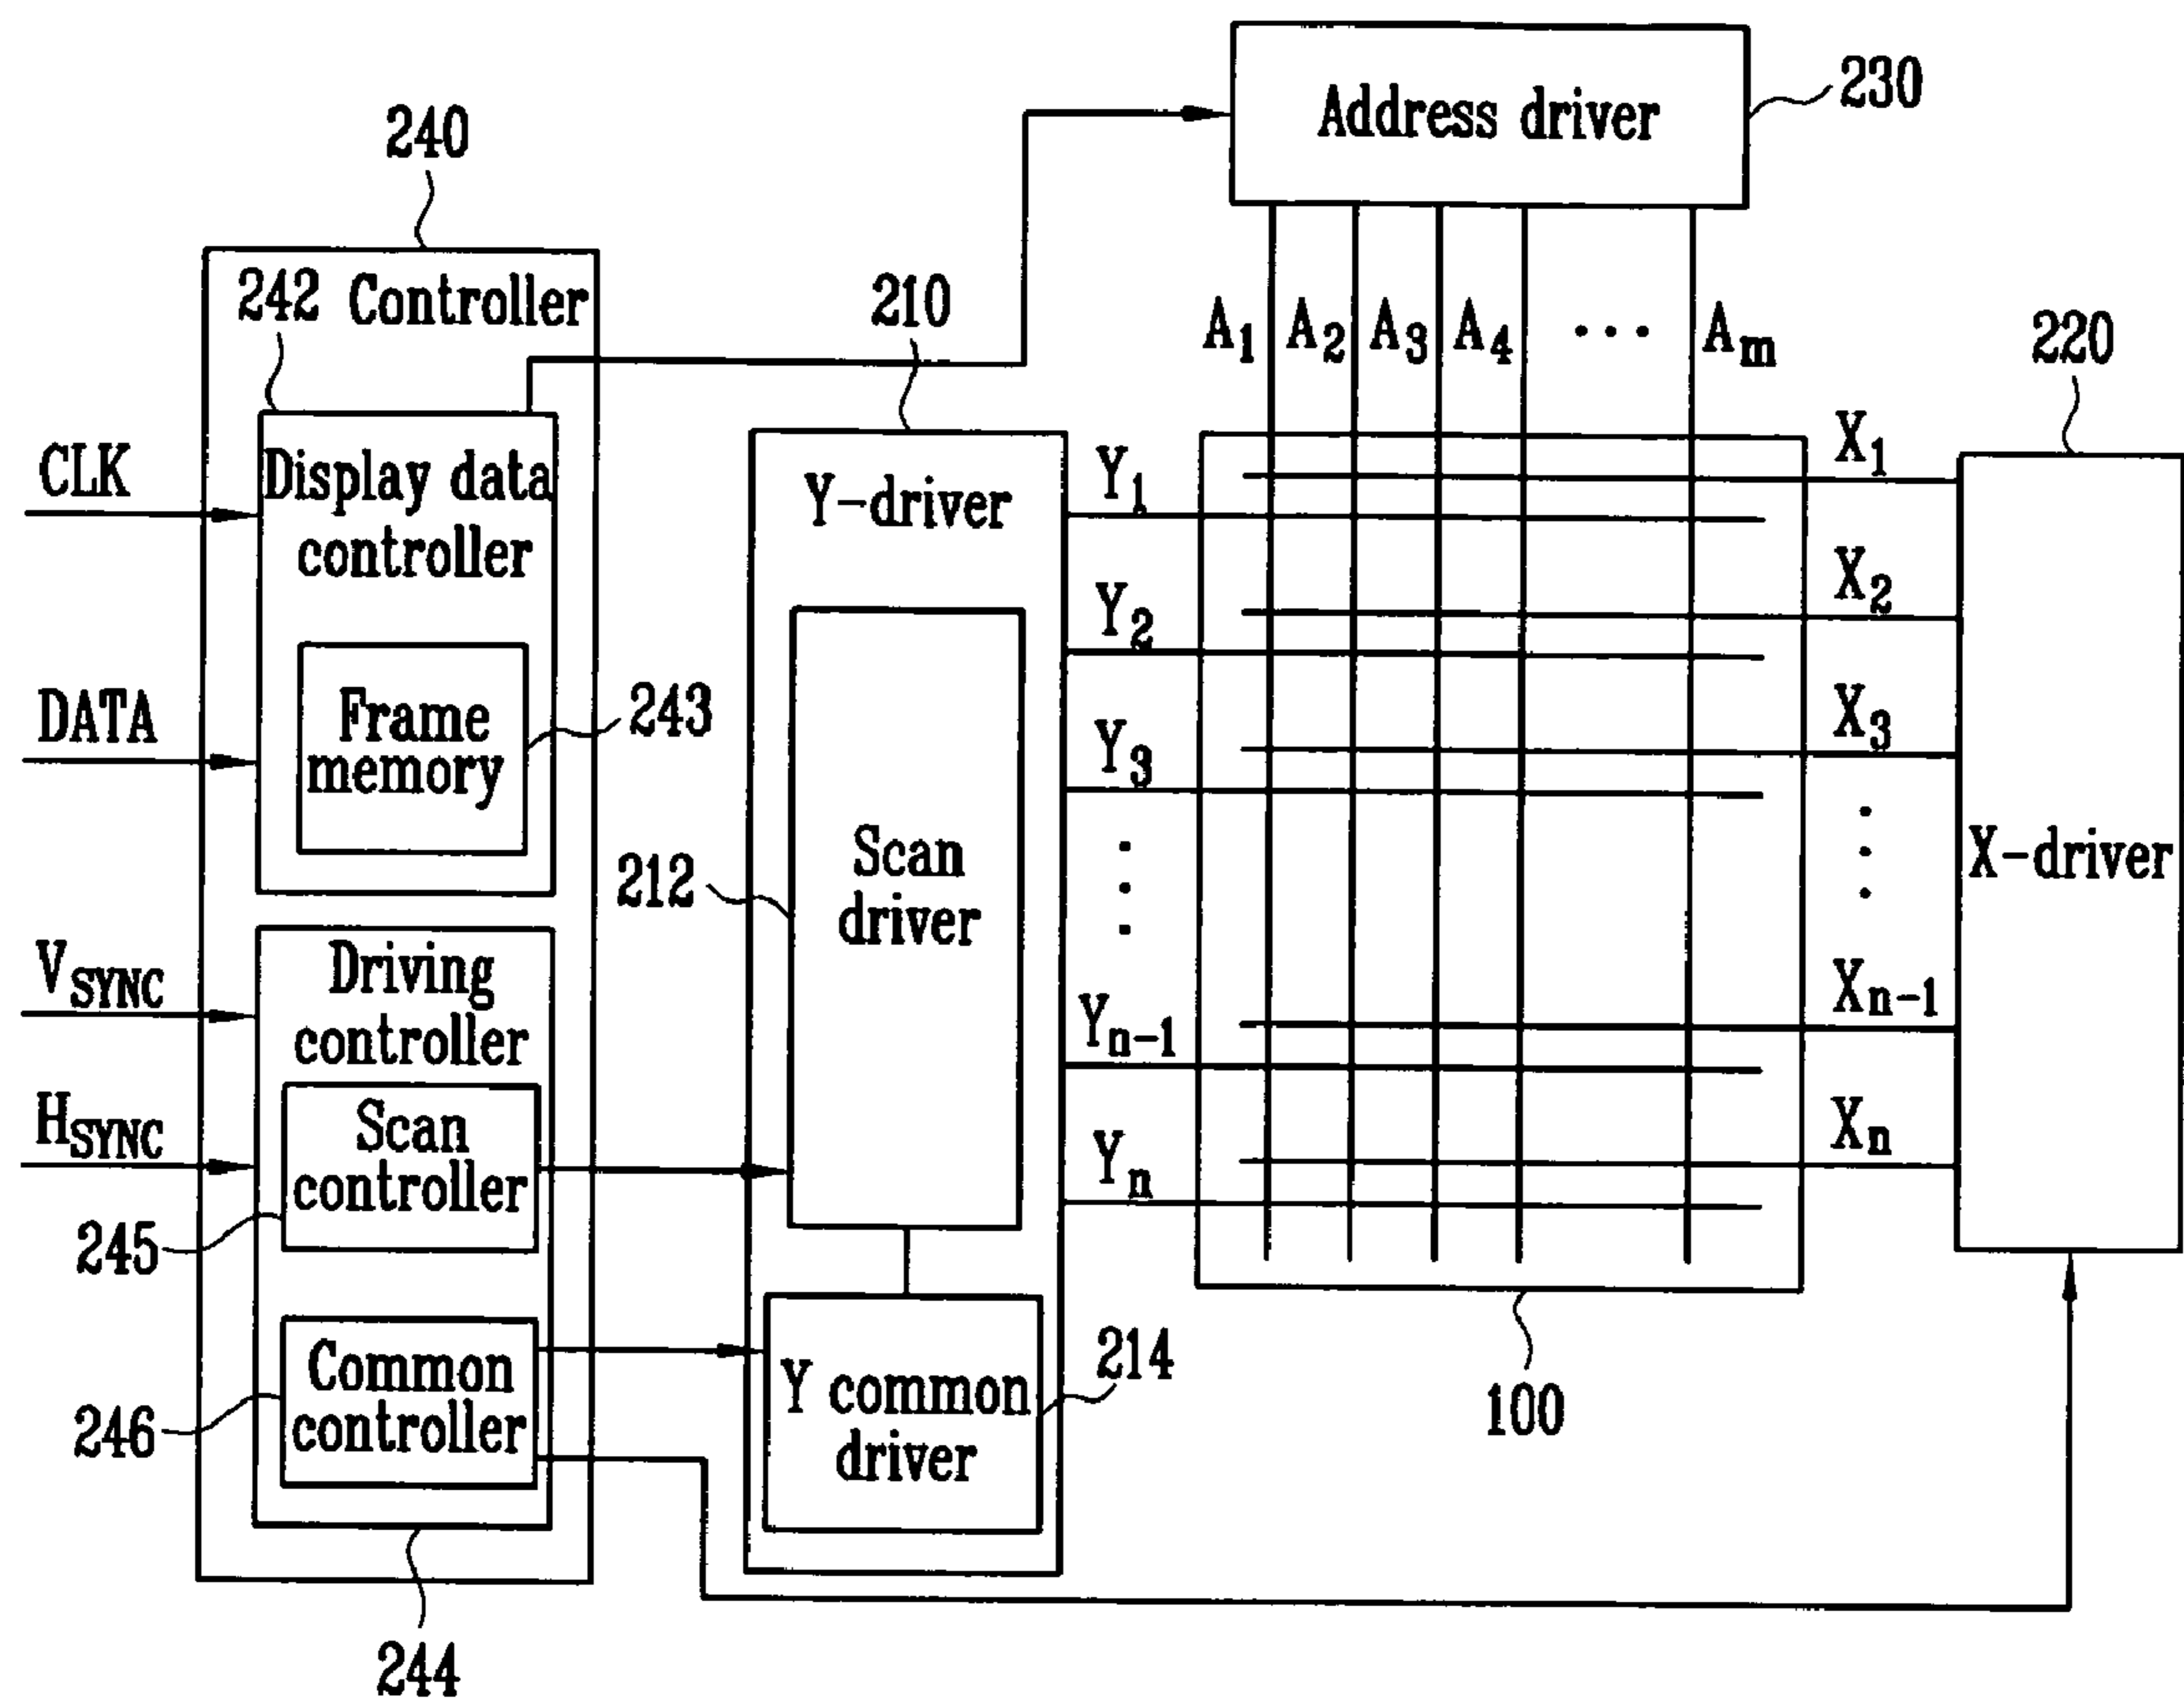 Address driver
230
240
242 Controller
210
A1 A2 A3 A4 ... Am
220
CLK
Display data
controller
Y-driver
Y1
X1
Y2
X2
DATA
Frame
memory
243
Y3
X3
212
Scan
driver
X-driver
VSYNC
Driving
controller
Yn-1
Xn-1
HSYNC
Scan
controller
Yn
Xn
245
246
Common
controller
Y common
driver
214
100
244